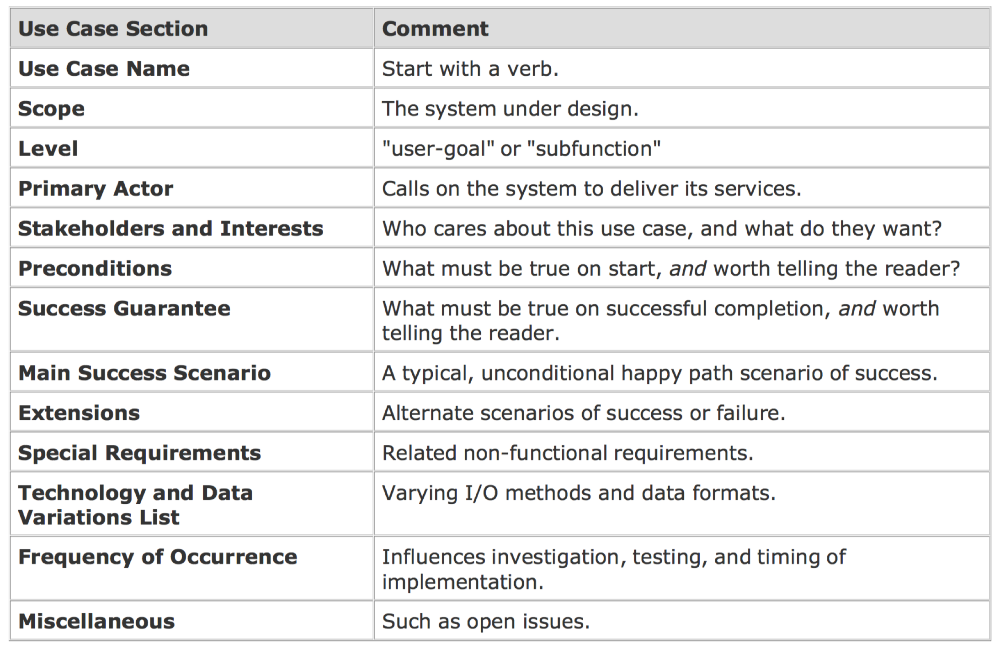 Use Case Section
Comment
Use Case Name
Start with a verb.
Scope
The system under design.
Level
"user-goal" or "subfunction"
Primary Actor
Calls on the system to deliver its services.
Stakeholders and Interests
Who cares about this use case, and what do they want?
Preconditions
What must be true on start, and worth telling the reader?
Success Guarantee
What must be true on successful completion, and worth
telling the reader.
Main Success Scenario
A typical, unconditional happy path scenario of success.
Extensions
Alternate scenarios of success or failure.
Special Requirements
Related non-functional requirements.
Technology and Data
Variations List
Varying I/O methods and data formats.
Frequency of Occurrence
Influences investigation, testing, and timing of
implementation.
Miscellaneous
Such as open issues.